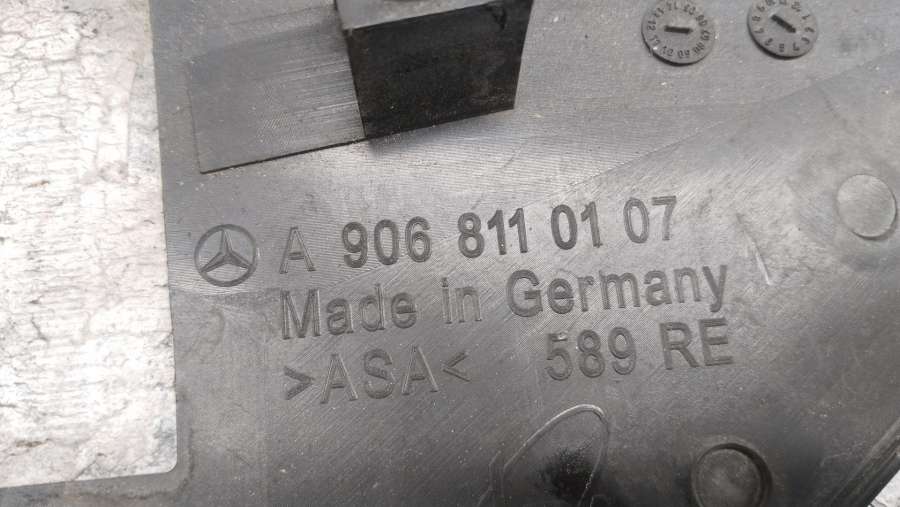 A 906 811 01 07
Made in Germany
>ASA< 589 RE